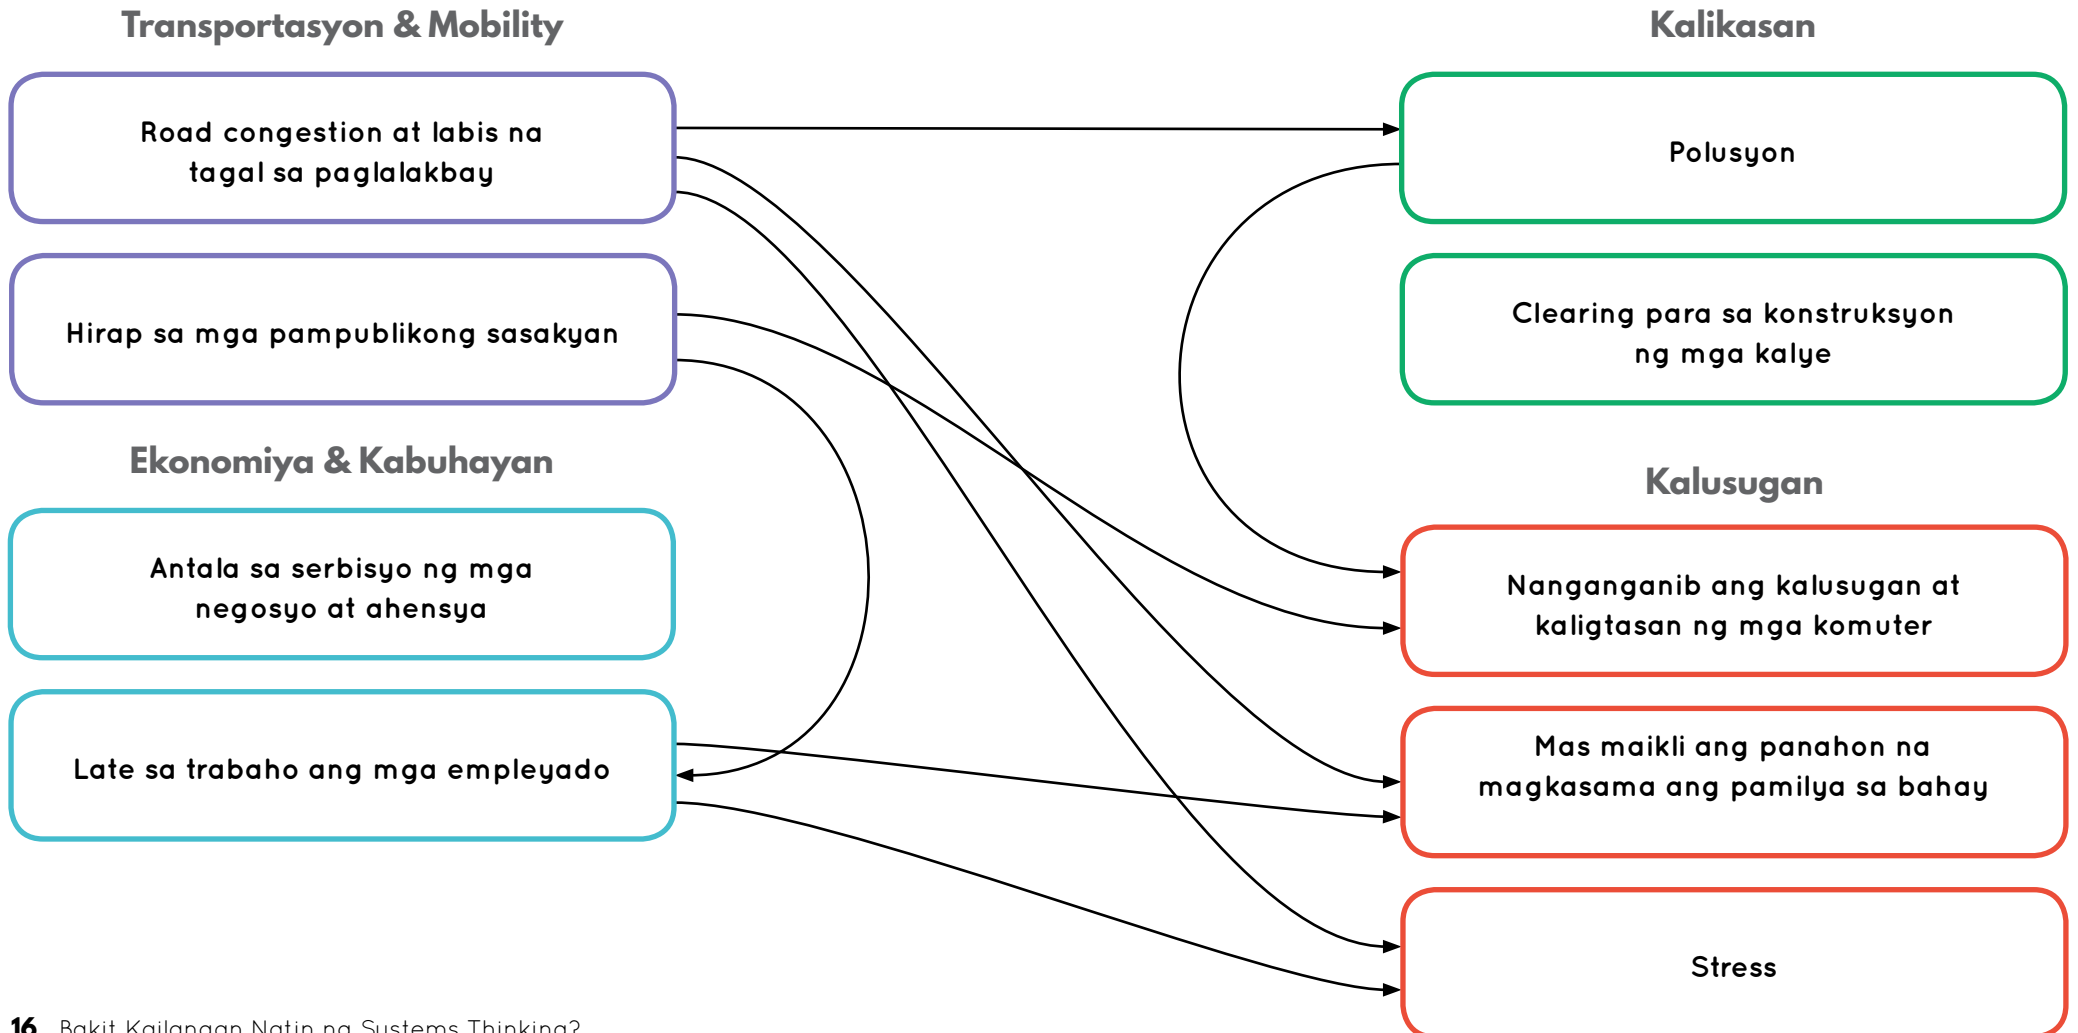 Transportasyon & Mobility
Road congestion at labis na
tagal sa paglalakbay
Hirap sa mga pampublikong sasakyan
Ekonomiya & Kabuhayan
Antala sa serbisyo ng mga
negosyo at ahensya
Late sa trabaho ang mga empleyado
Kalikasan
Polusyon
Clearing para sa konstruksyon
ng mga kalye
Kalusugan
Nanganganib ang kalusugan at
kaligtasan ng mga komuter
Mas maikli ang panahon na
magkasama ang pamilya sa bahay
Stress
16 Bakit Kailangan Natin ng Systems Thinking?